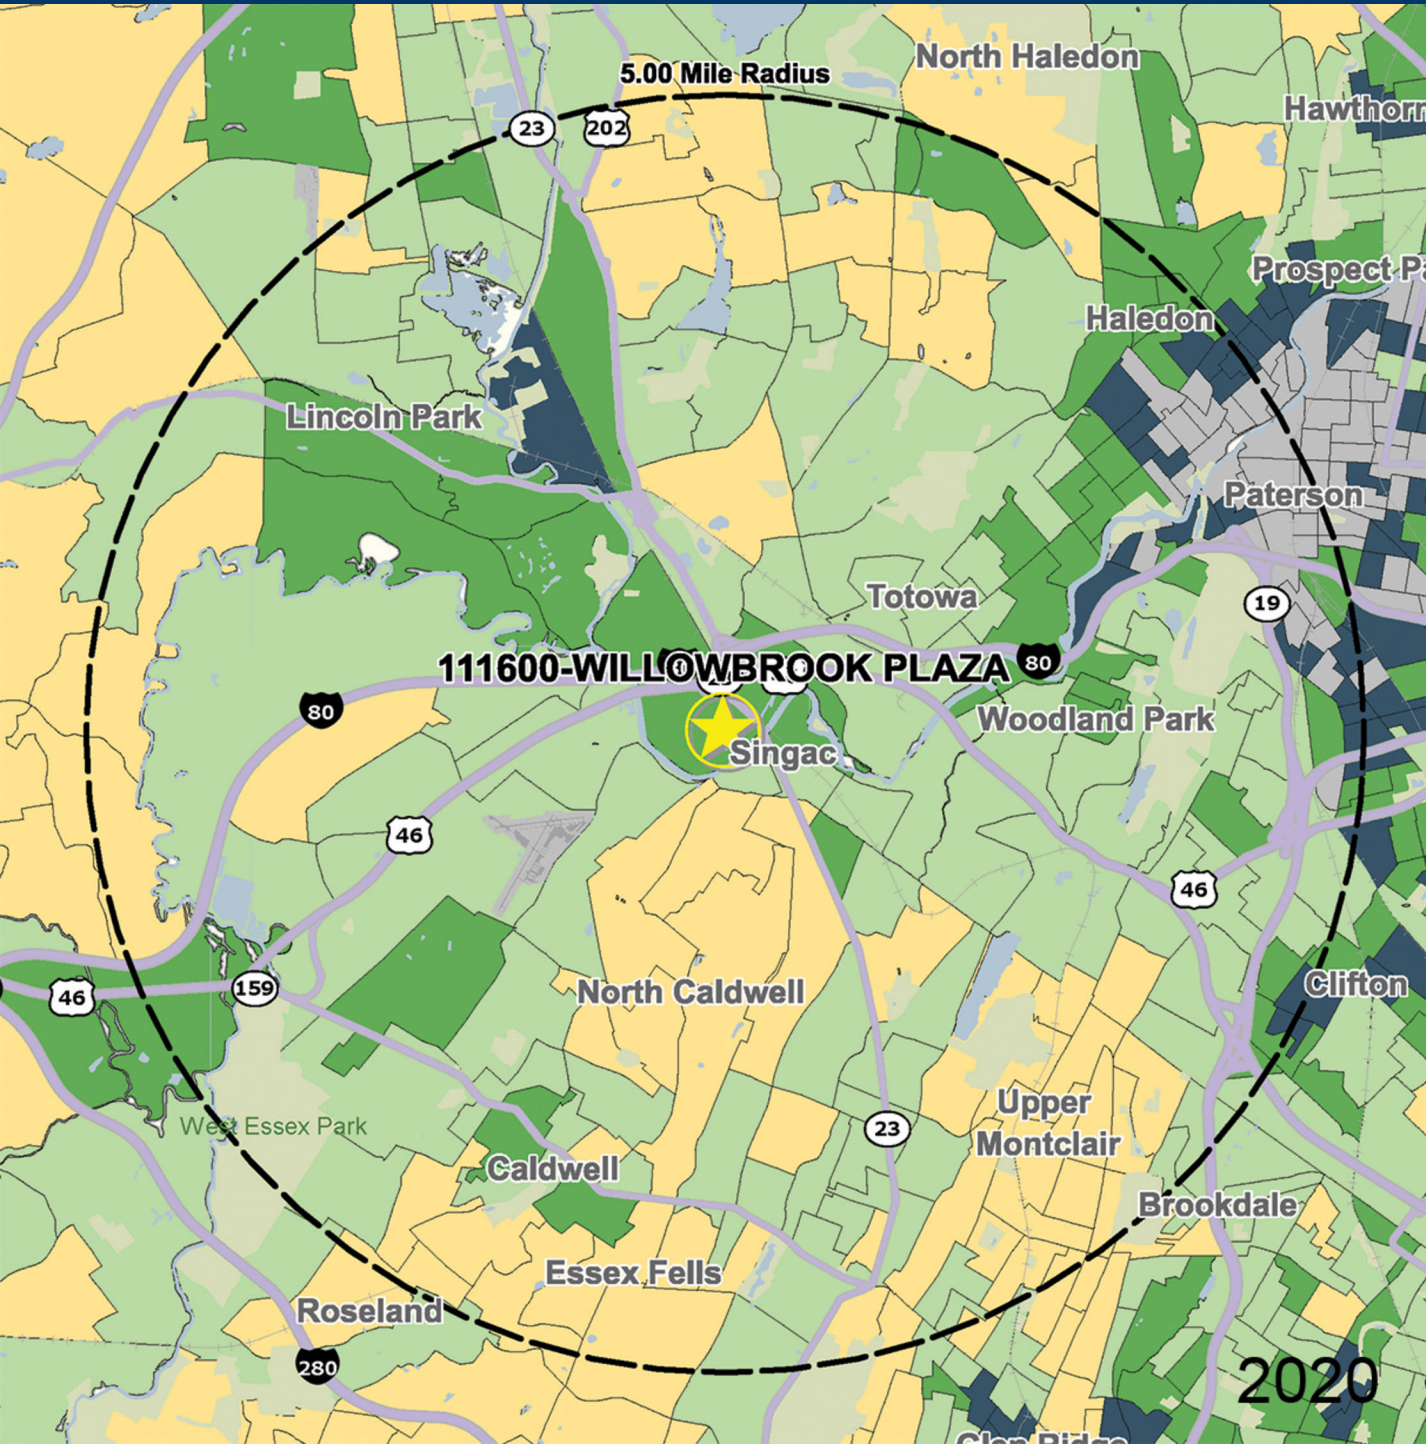 North Haledon
5.00 Mile Radius
Hawthorn
23
202
Prospect Pa
Haledon
Lincoln Park
Paterson
Totowa
19
111600-WILLOWBROOK PLAZA
80
80
Woodland Park
Singac
46
46
Clifton
North Caldwell
159
46
Upper
Montclair
West Essex Park
23
Caldwell
Brookdale
Essex Fells
Roseland
280
2020
Glen Ridge